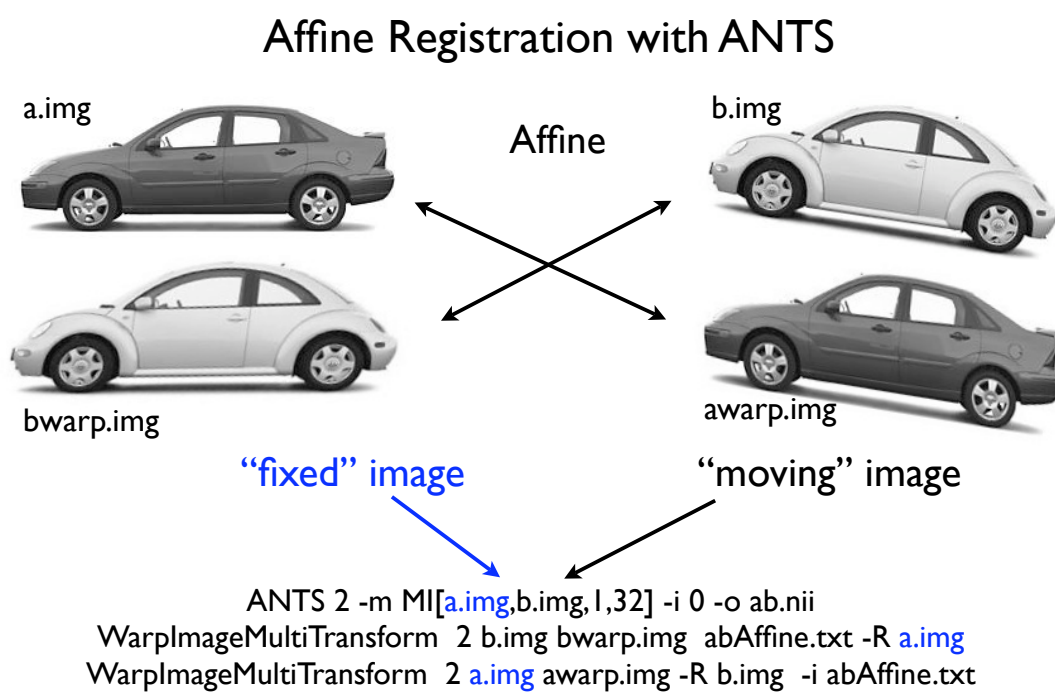 Affine Registration with ANTS
a.img
Affine
b.img
bwarp.img
awarp.img
“fixed” image
“moving” image
ANTS 2 -m MI[a.img,b.img,1,32] -i 0 -o ab.nii
WarpImageMultiTransform 2 b.img bwarp.img abAffine.txt -R a.img
WarpImageMultiTransform 2 a.img awarp.img -R b.img -i abAffine.txt